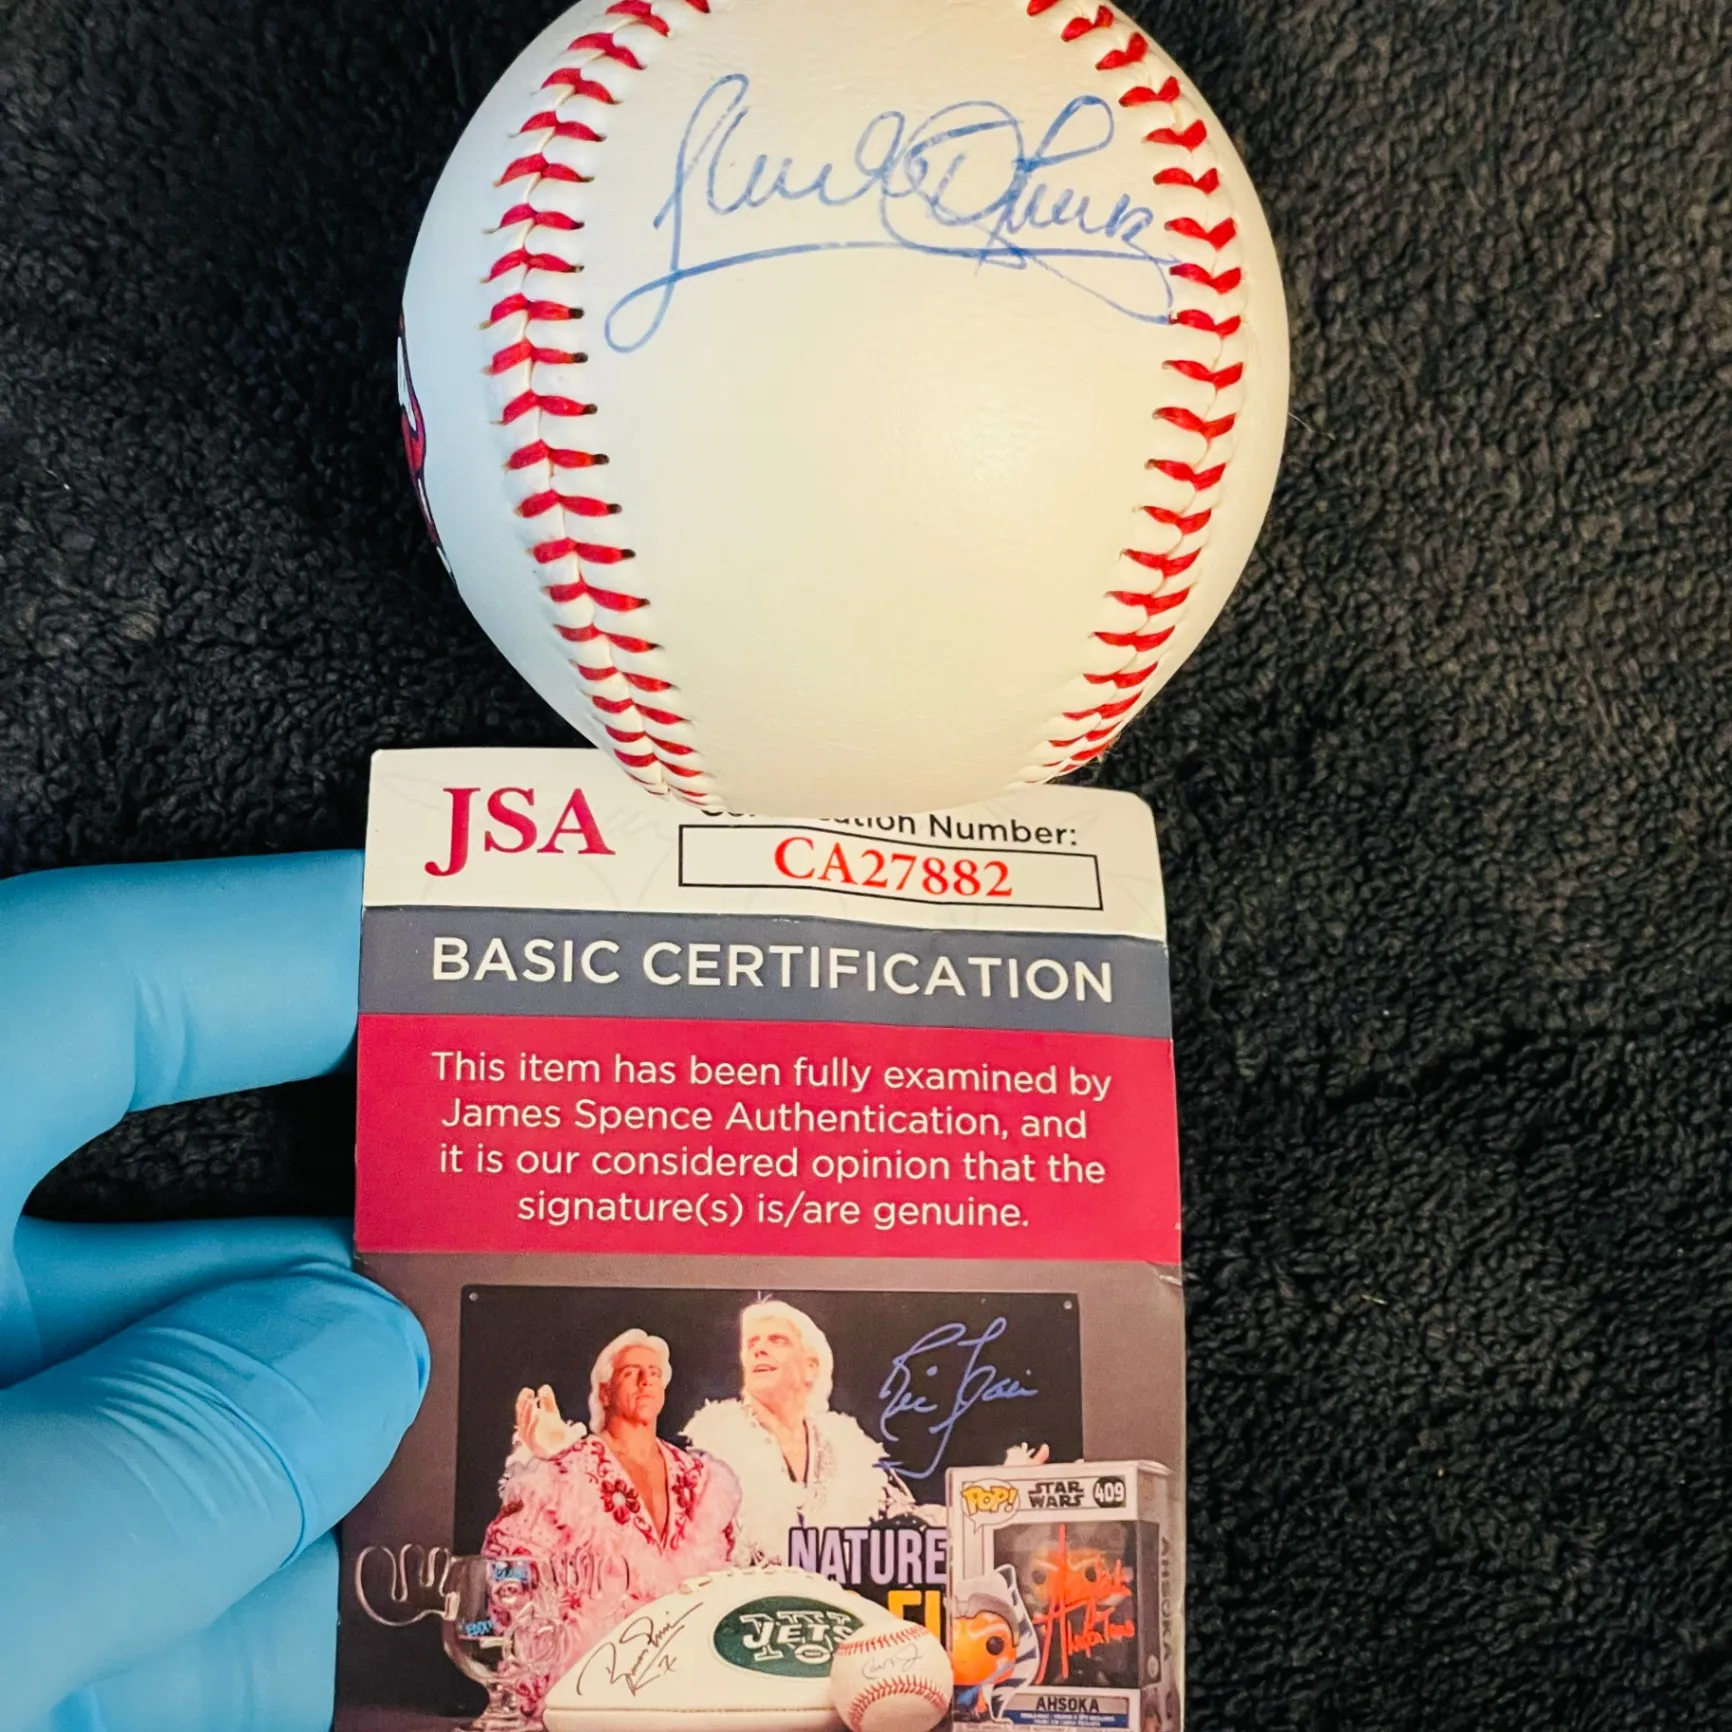 JSA
Number:
CA27882
BASIC CERTIFICATION
This item has been fully examined by
James Spence Authentication, and
it is our considered opinion that the
signature(s) is/are genuine.
NATURE
POP!
STAR
WARS
409
JETS
AHSOKA
AHSOKA